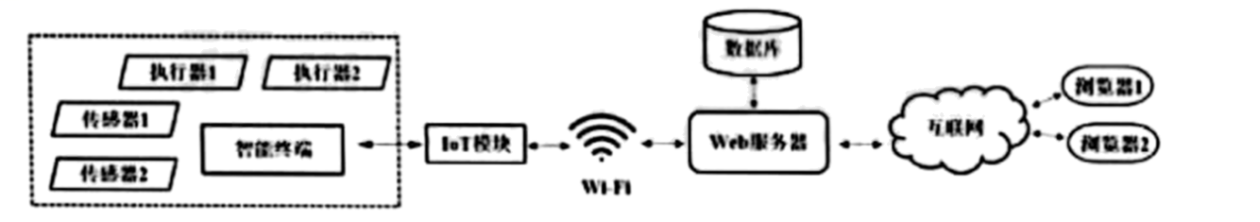 执行器1
执行器2
传感器1
传感器2
智能终端
IoT模块
Wi-Fi
数据库
Web服务器
互联网
浏览器1
浏览器2